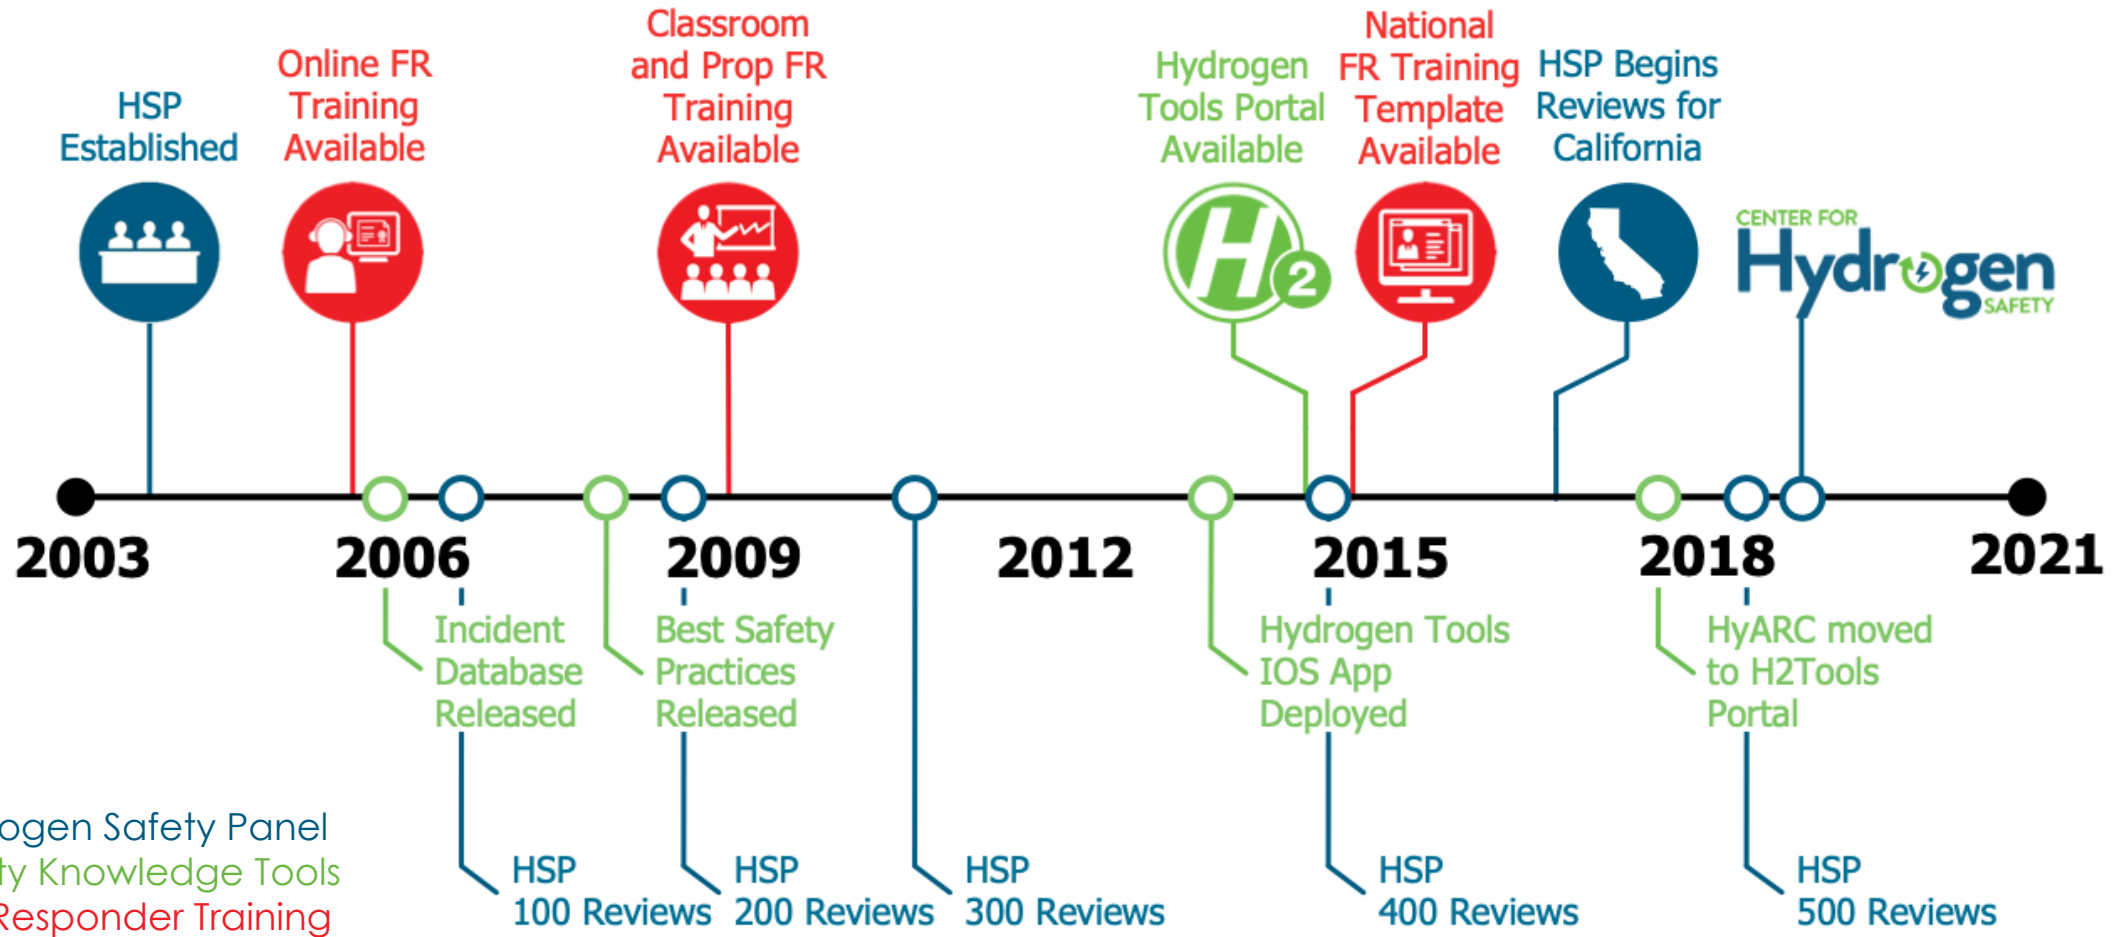 HSP
Established
Online FR
Training
Available
Classroom
and Prop FR
Training
Available
Hydrogen
Tools Portal
Available
H2
National
FR Training
Template
Available
HSP Begins
Reviews for
California
CENTER FOR
Hydrogen
SAFETY
2003
2006
2009
2012
2015
2018
2021
Incident
Database
Released
Best Safety
Practices
Released
Hydrogen Tools
IOS App
Deployed
HyARC moved
to H2Tools
Portal
HSP
100 Reviews
HSP
200 Reviews
HSP
300 Reviews
HSP
400 Reviews
HSP
500 Reviews
ogen Safety Panel
ty Knowledge Tools
Responder Training